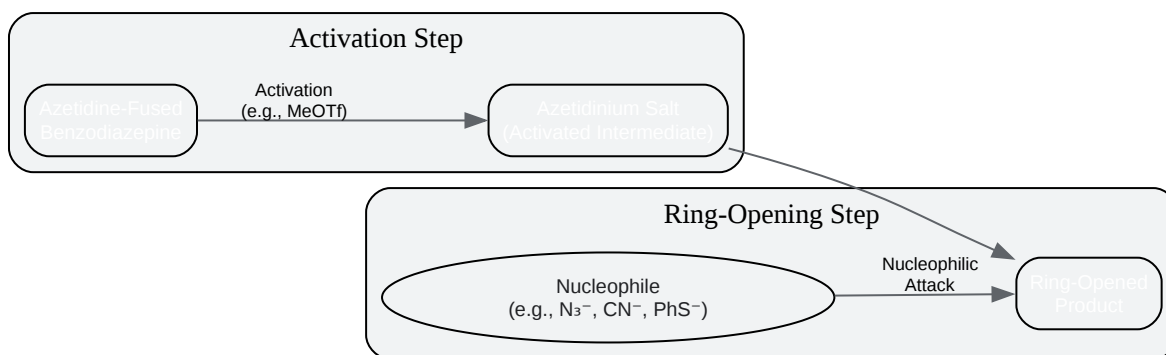 Activation Step
Azetidine-Fused
Benzodiazepine
Activation
(e.g., MeOTf)
Azetidinium Salt
(Activated Intermediate)
Ring-Opening Step
Nucleophile
(e.g., N₃⁻, CN⁻, PhS⁻)
Nucleophilic
Attack
Ring-Opened
Product